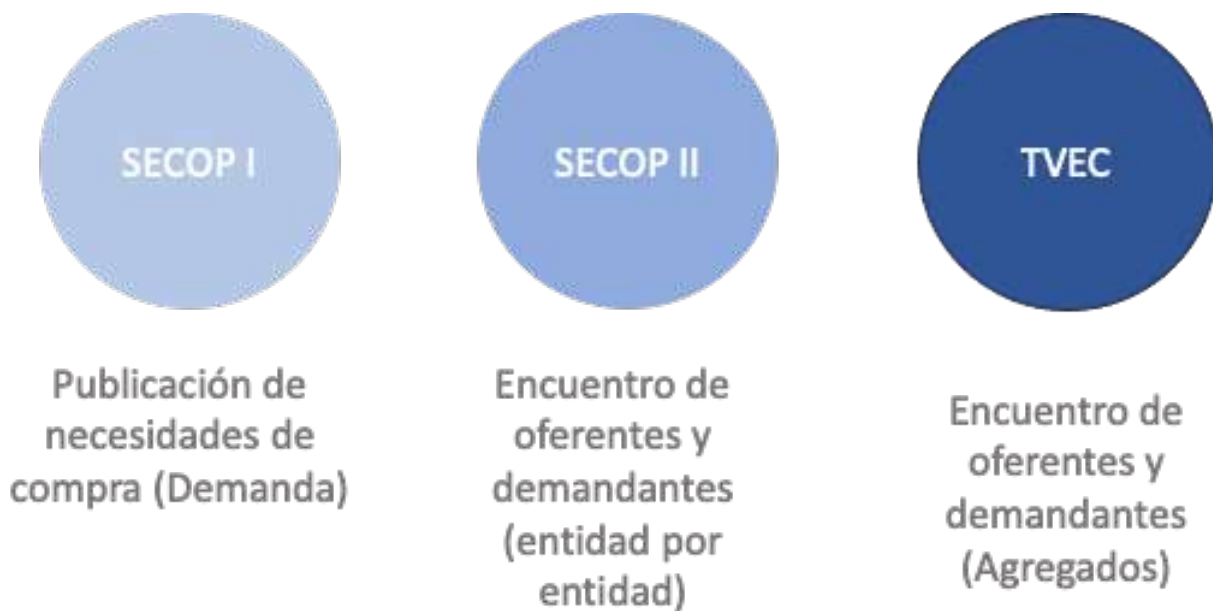 SECOP I
SECOP II
TVEC
Publicación de
necesidades de
compra (Demanda)
Encuentro de
oferentes y
demandantes
(entidad por
entidad)
Encuentro de
oferentes y
demandantes
(Agregados)